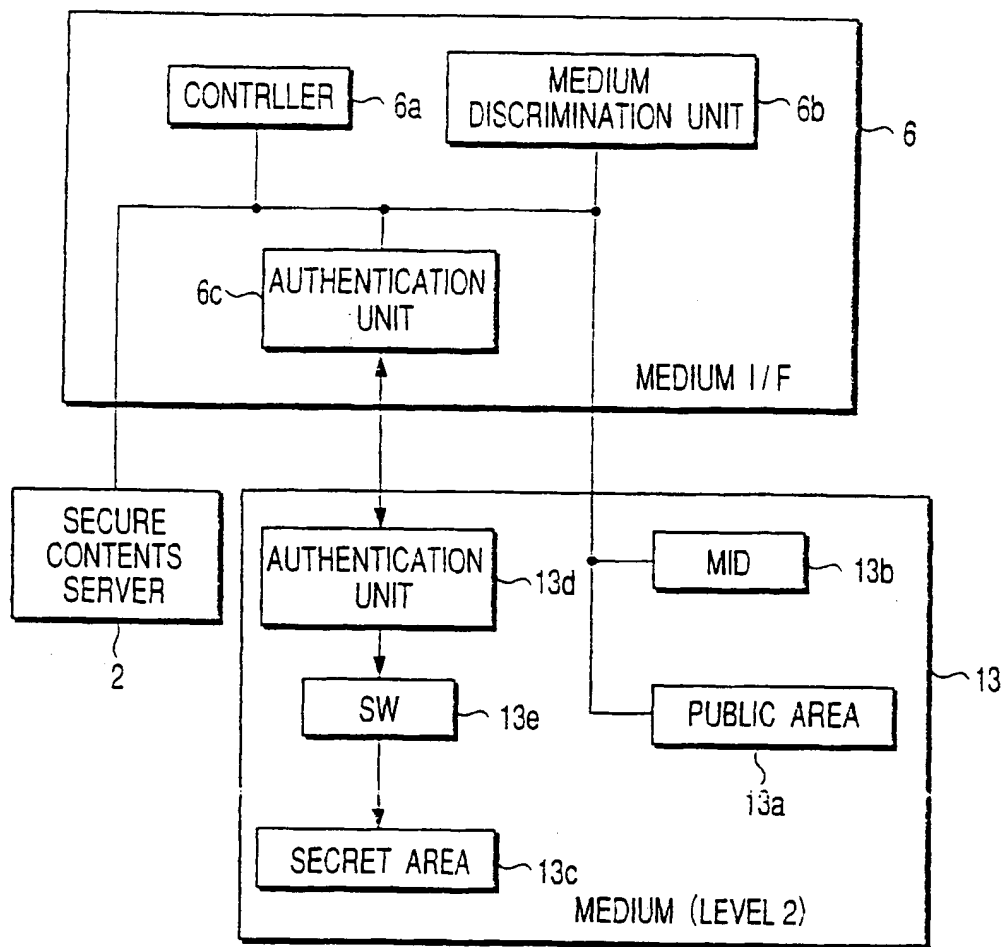 CONTRLLER
6a
MEDIUM
DISCRIMINATION UNIT
6b
6
6c
AUTHENTICATION
UNIT
MEDIUM I/F
SECURE
CONTENTS
SERVER
2
AUTHENTICATION
UNIT
13d
MID
13b
SW
13e
PUBLIC AREA
13a
13
SECRET AREA
13c
MEDIUM (LEVEL 2)